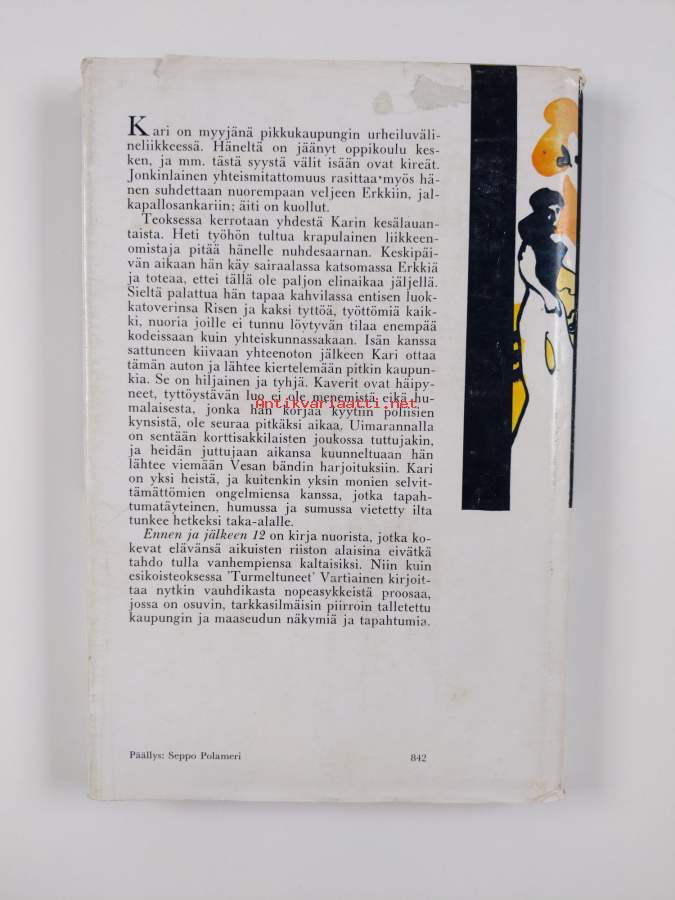 Kari on myyjänä pikkukaupungin urheiluväli-
neliikkeessä. Häneltä on jäänyt oppikoulu kes-
ken, ja mm. tästä syystä välit isään ovat kireät.
Jonkinlainen yhteismitattomuus rasittaa myös hä-
nen suhdettaan nuorempaan veljeen Erkkiin, jal-
kapallosankariin; äiti on kuollut.
Teoksessa kerrotaan yhdestä Karin kesälauan-
taista. Heti työhön tultua krapulainen liikkeen-
omistaja pitää hänelle nuhdesaarnan. Keskipäi-
vän aikaan hän käy sairaalassa katsomassa Erkkiä
ja toteaa, ettei tällä ole paljon elinaikaa jäljellä.
Sieltä palattua hän tapaa kahvilassa entisen luok-
katoverinsa Risen ja kaksi tyttöä, työttömiä kaik-
ki, nuoria joille ei tunnu löytyvän tilaa enempää
kodeissaan kuin yhteiskunnassakaan. Isän kanssa
sattuneen kiivaan yhteenoton jälkeen Kari ottaa
tämän auton ja lähtee kiertelemään pitkin kaupun-
kia. Se on hiljainen ja tyhjä. Kaverit ovat häipy-
neet, tyttöystävän luo ei ole menemistä eikä hu-
malaisesta, jonka hän korjaa kyytiin poliisien
kynsistä, ole seuraa pitkäksi aikaa. Uimarannalla
on sentään korttisakkilaisten joukossa tuttujakin,
ja heidän juttujaan aikansa kuunneltuaan hän
lähtee viemään Vesan bändin harjoituksiin. Kari
on yksi heistä, ja kuitenkin yksin monien selvit-
tämättömien ongelmiensa kanssa, jotka tapah-
tumatäyteinen, humussa ja sumussa vietetty ilta
tunkee hetkeksi taka-alalle.
Ennen ja jälkeen 12 on kirja nuorista, jotka ko-
kevat elävänsä aikuisten riiston alaisina eivätkä
tahdo tulla vanhempiensa kaltaisiksi. Niin kuin
esikoisteoksessa 'Turmeltuneet' Vartiainen kirjoit-
taa nytkin vauhdikasta nopeasykkeistä proosaa,
jossa on osuvin, tarkkasilmäisin piirroin talletettu
kaupungin ja maaseudun näkymiä ja tapahtumia.
Päällys: Seppo Polameri 842
antikvariaatti.net